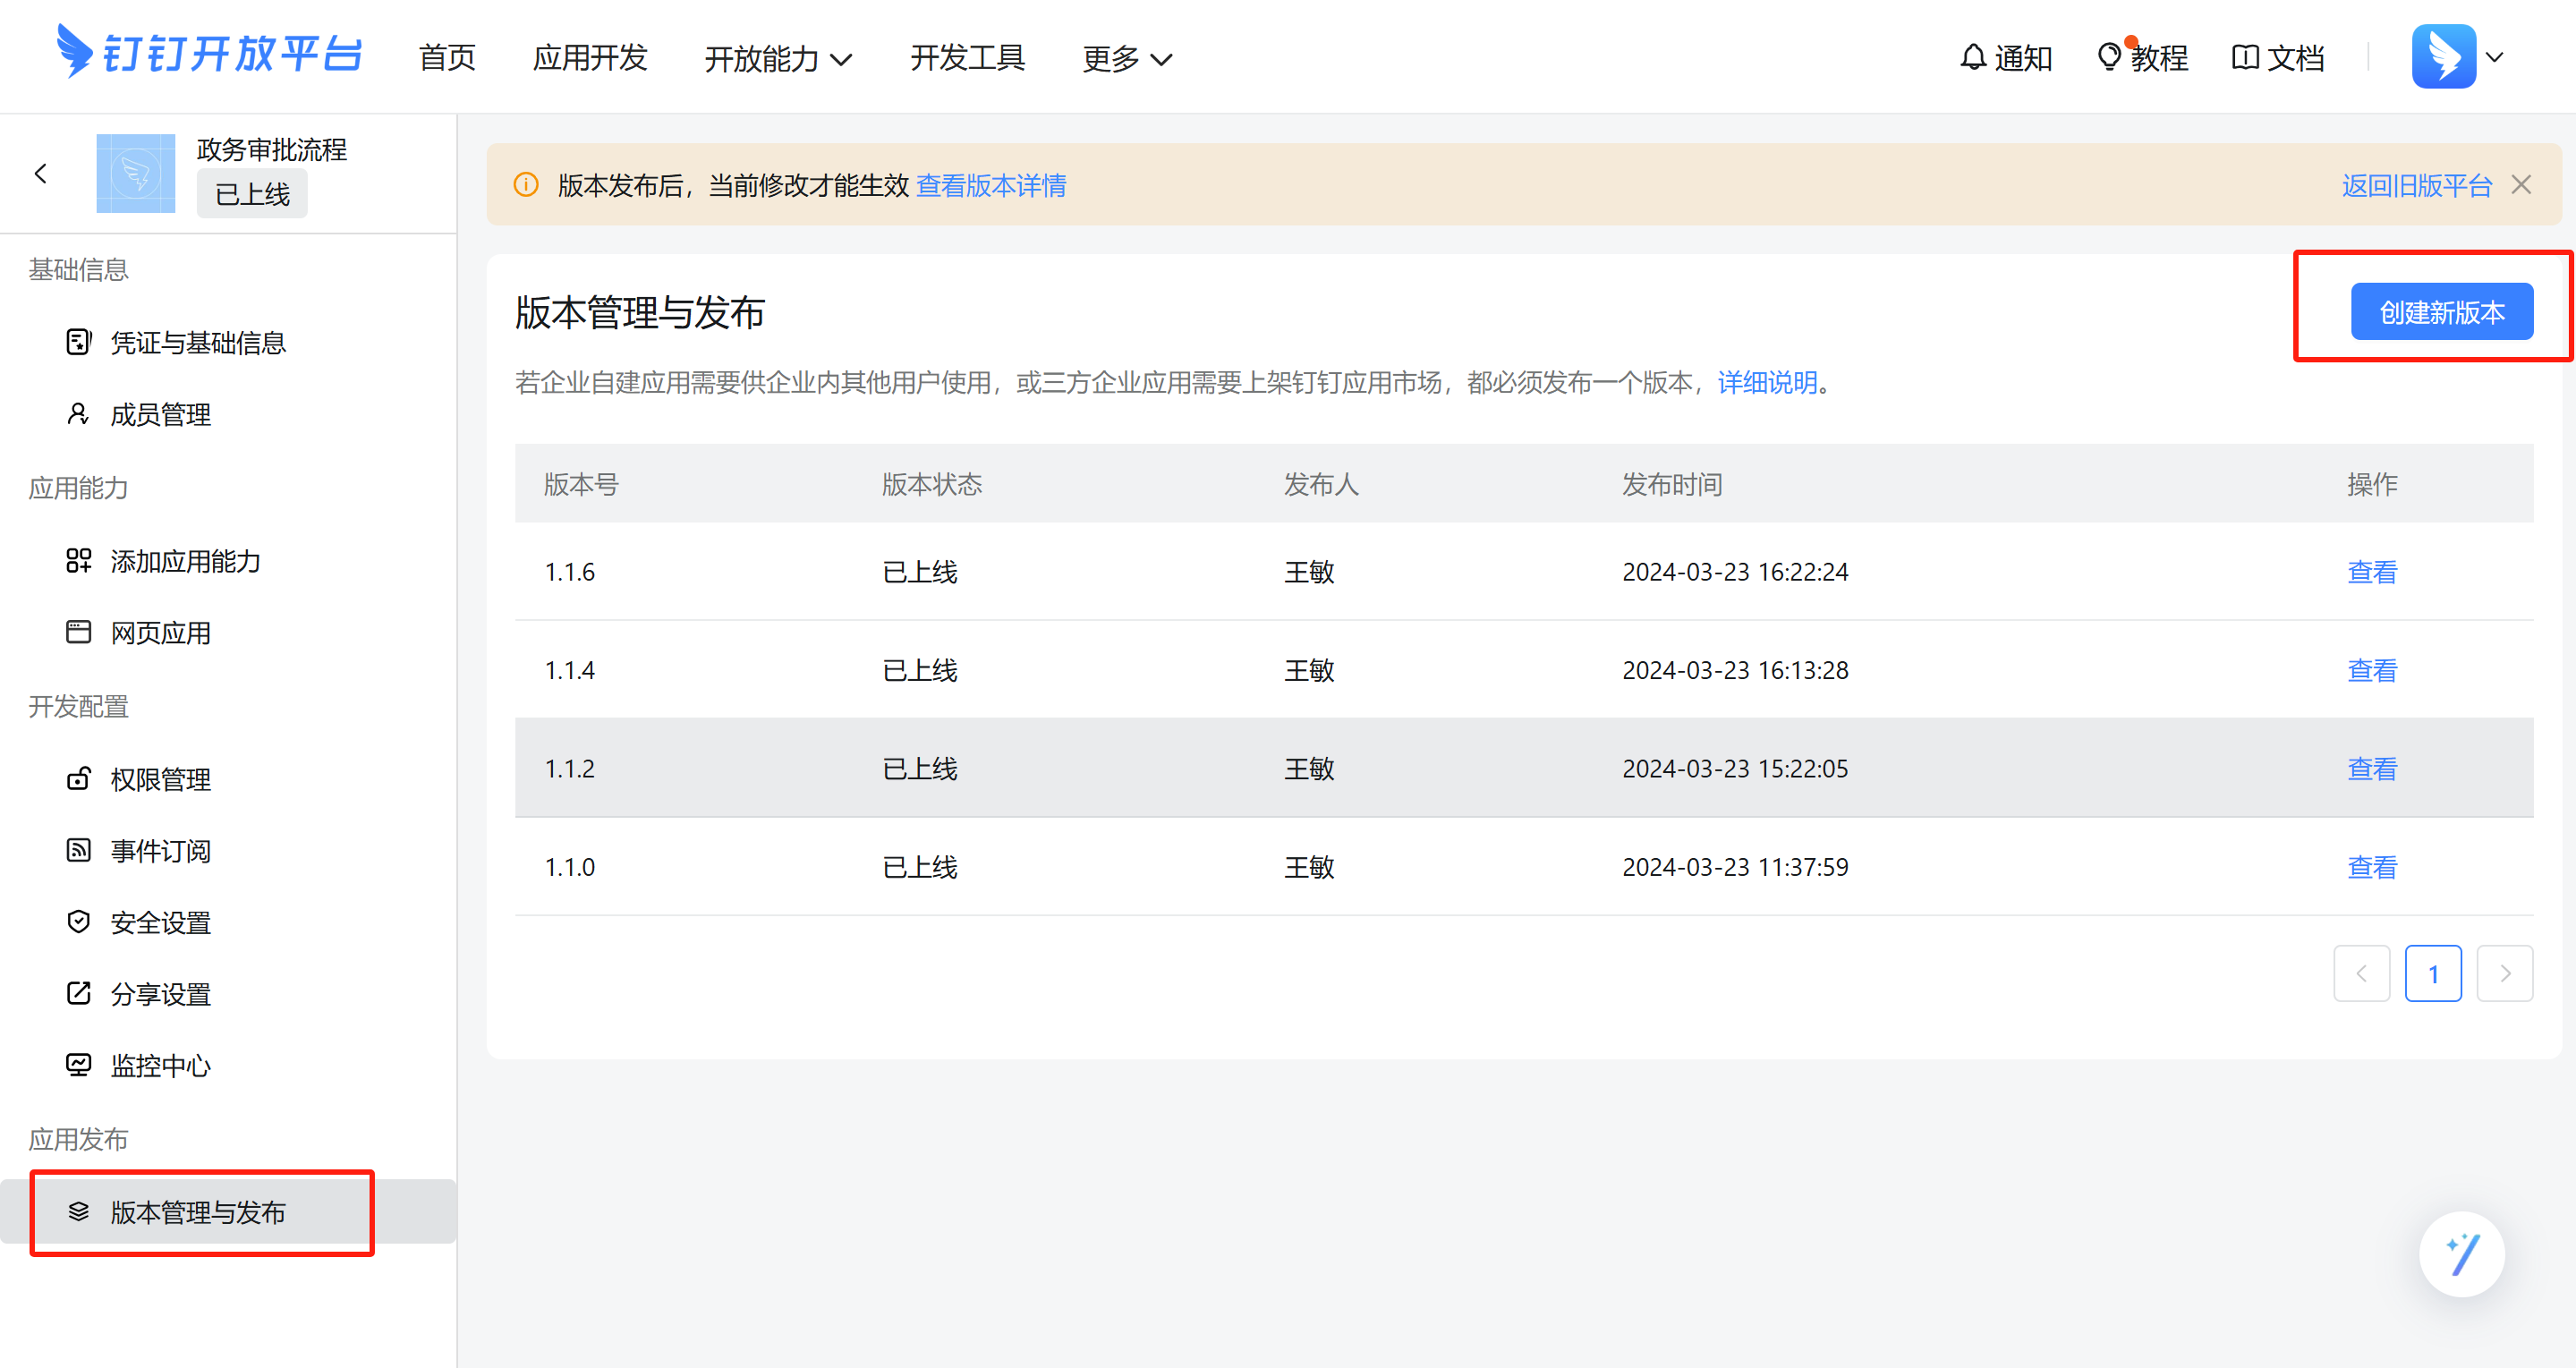 钉钉开放平台 首页 应用开发 开放能力 开发工具 更多 通知 教程 文档
政务审批流程
已上线
基础信息
凭证与基础信息
成员管理
应用能力
添加应用能力
网页应用
开发配置
权限管理
事件订阅
安全设置
分享设置
监控中心
应用发布
版本管理与发布
版本发布后，当前修改才能生效 查看版本详情 返回旧版平台
版本管理与发布 创建新版本
若企业自建应用需要供企业内其他用户使用，或三方企业应用需要上架钉钉应用市场，都必须发布一个版本，详细说明。
版本号 版本状态 发布人 发布时间 操作
1.1.6 已上线 王敏 2024-03-23 16:22:24 查看
1.1.4 已上线 王敏 2024-03-23 16:13:28 查看
1.1.2 已上线 王敏 2024-03-23 15:22:05 查看
1.1.0 已上线 王敏 2024-03-23 11:37:59 查看
1